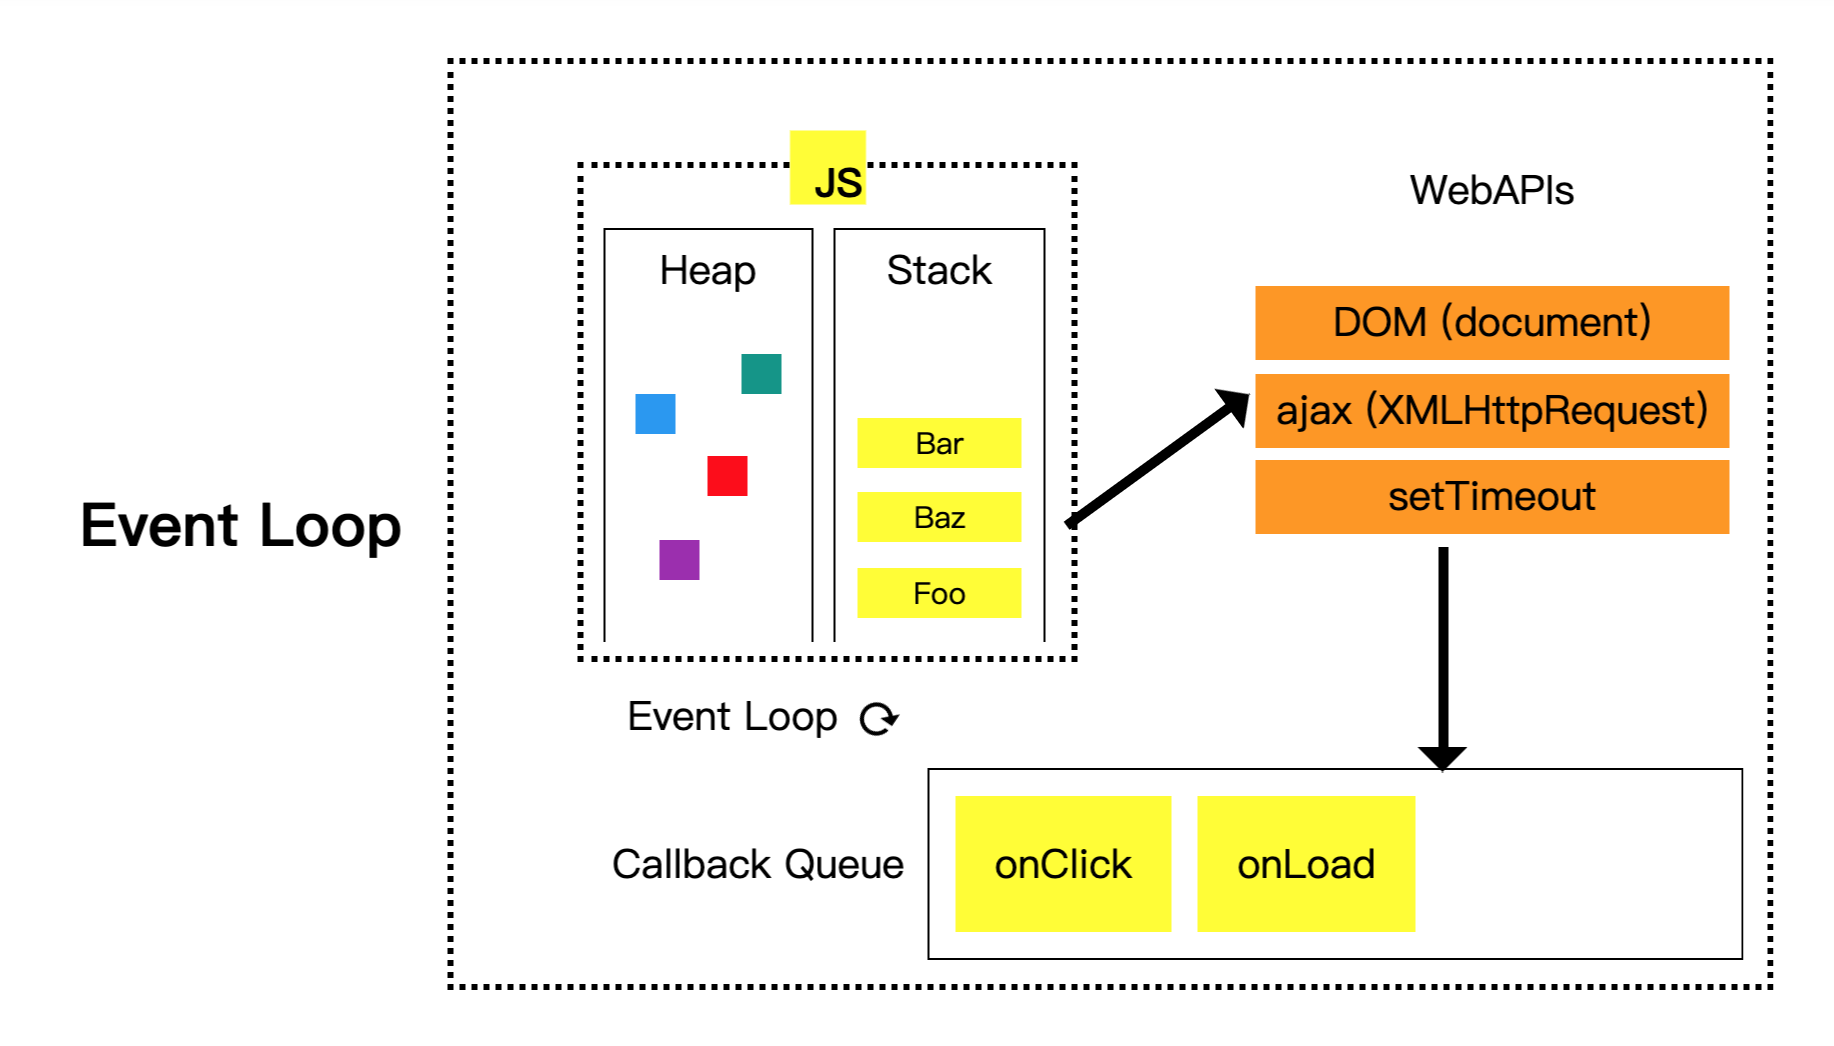 Event Loop
JS
Heap
Stack
Bar
Baz
Foo
WebAPIs
DOM (document)
ajax (XMLHttpRequest)
setTimeout
Event Loop
Callback Queue
onClick
onLoad